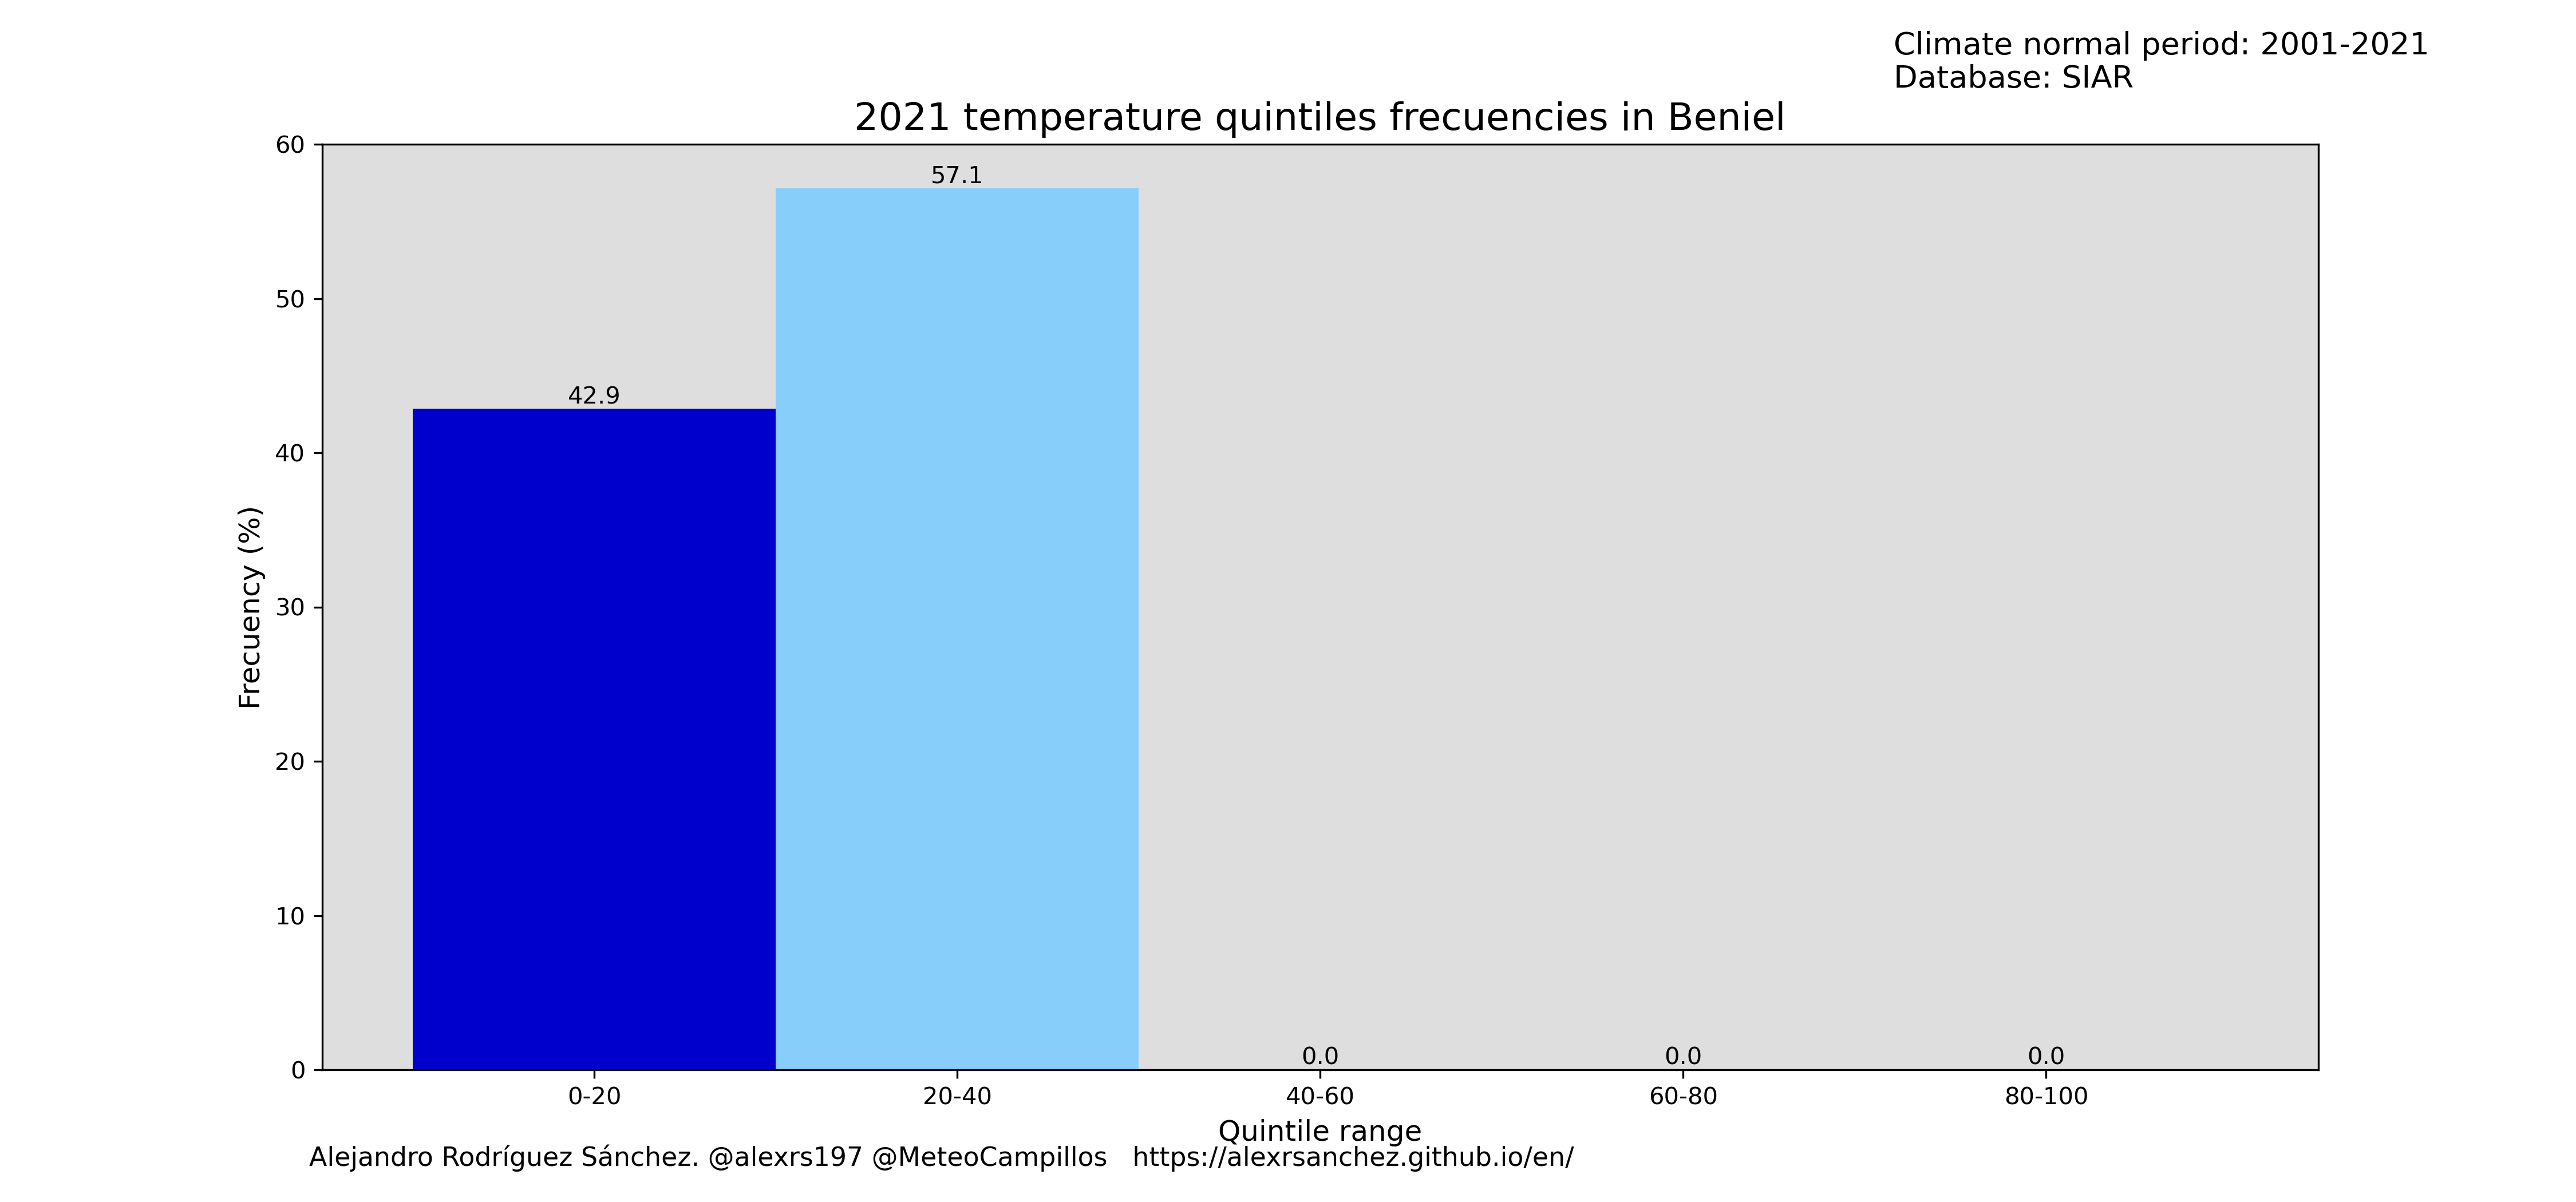 Climate normal period: 2001-2021
Database: SIAR
2021 temperature quintiles frecuencies in Beniel
60
50
40
30
20
10
0
Frecuency (%)
42.9
57.1
0.0
0.0
0.0
0-20
20-40
40-60
60-80
80-100
Quintile range
Alejandro Rodríguez Sánchez. @alexrs197 @MeteoCampillos   https://alexrsanchez.github.io/en/